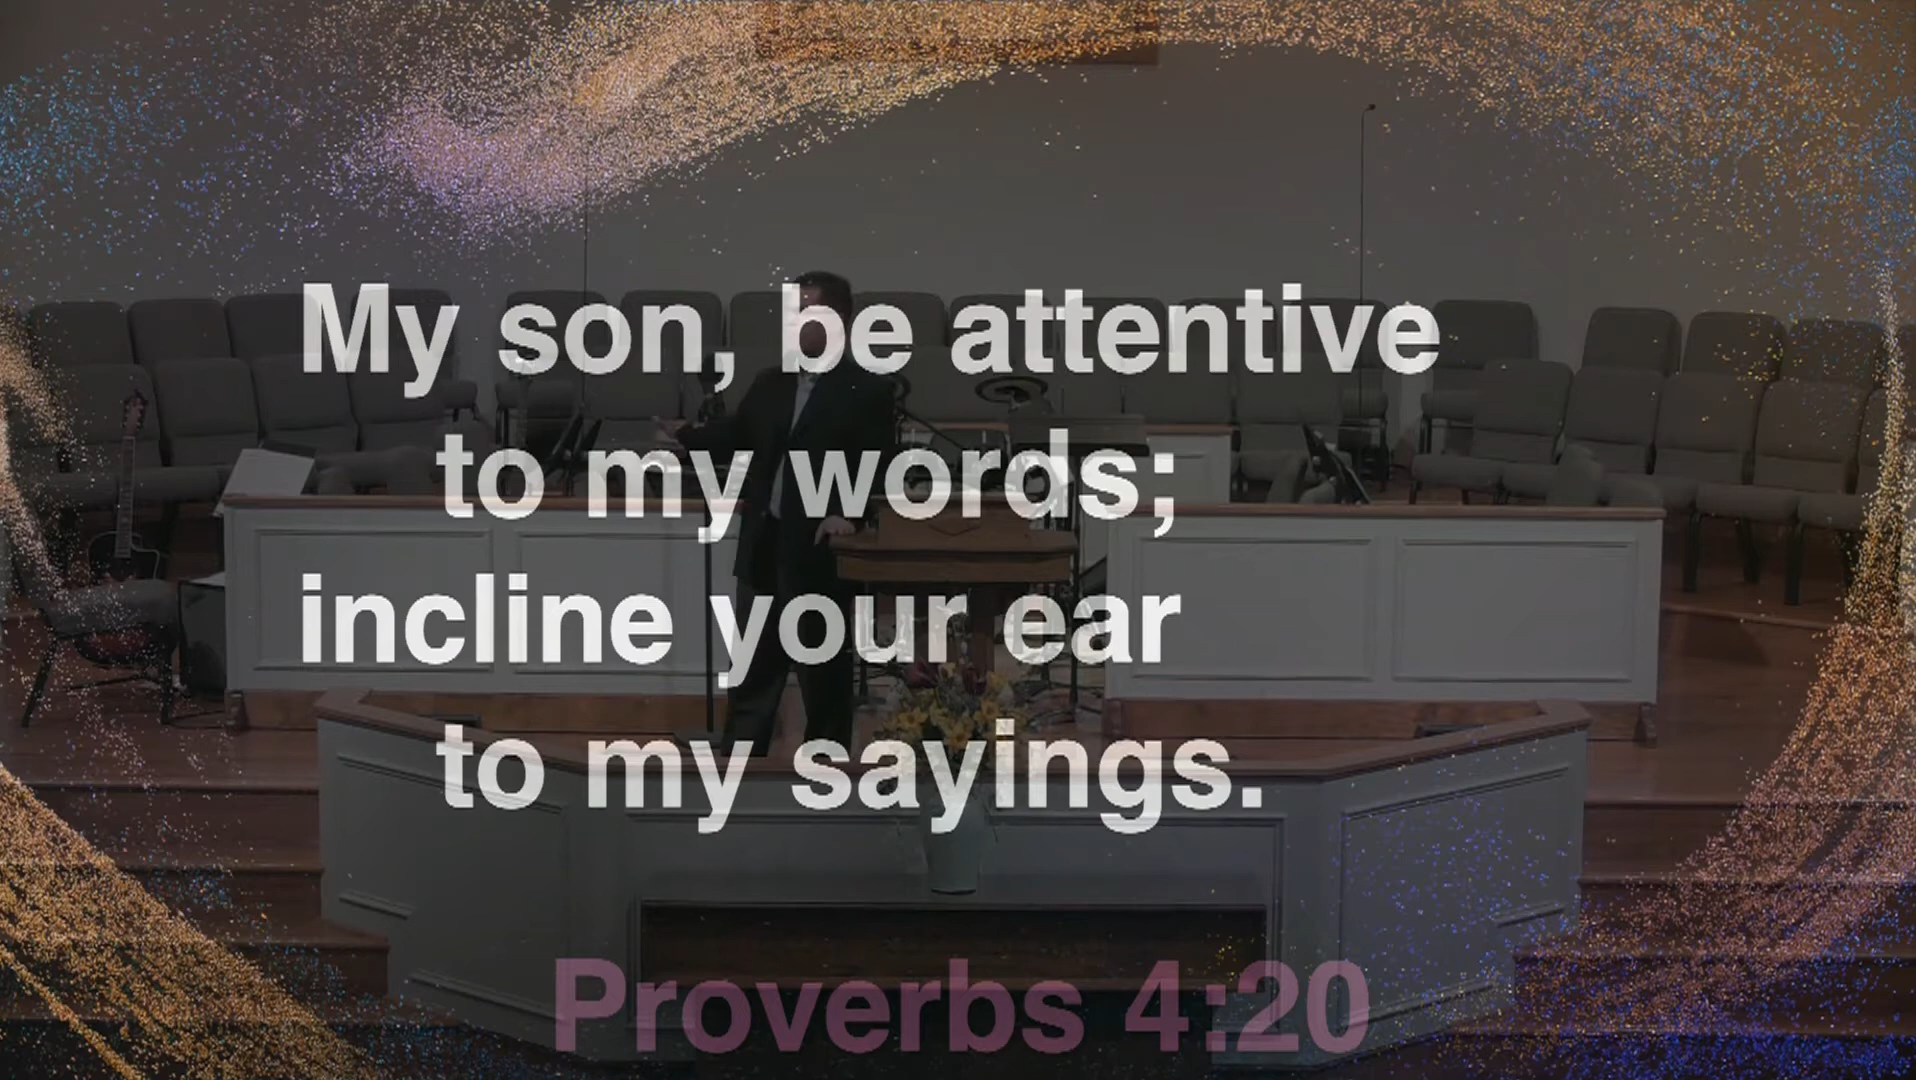 My son, be attentive
to my words;
incline your ear
to my sayings.
Proverbs 4:20